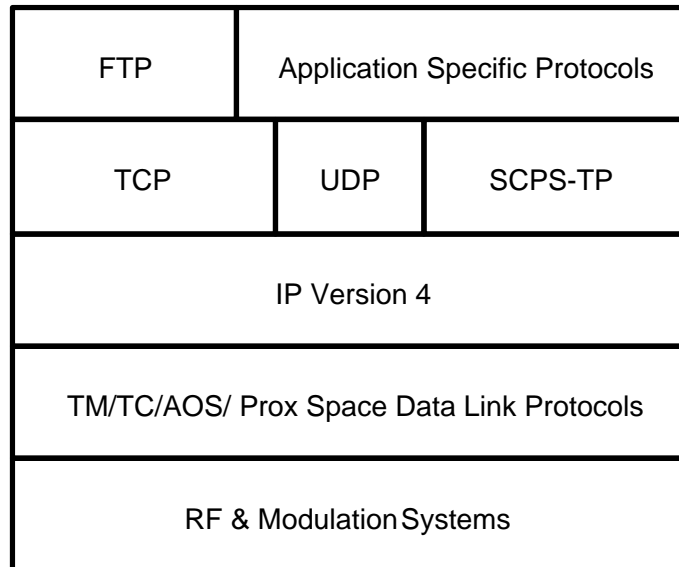 FTP
Application Specific Protocols
TCP
UDP
SCPS-TP
IP Version 4
TM/TC/AOS/ Prox Space Data Link Protocols
RF & Modulation Systems